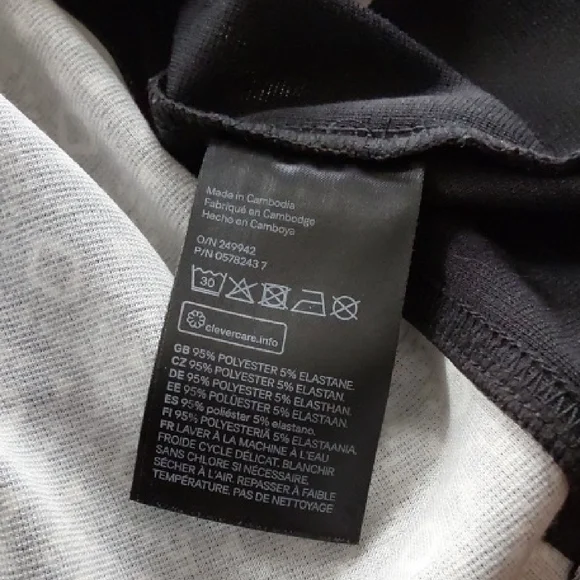 Made in Cambodia
Fabriqué en Cambodge
Hecho en Camboya
O/N 249942
P/N 0578243 7
30
clevercare.info
GB 95% POLYESTER 5% ELASTANE.
CZ 95% POLYESTER 5% ELASTAN.
DE 95% POLYESTER 5% ELASTHAN.
EE 95% POLÜESTER 5% ELASTAAN.
ES 95% poliéster 5% elastano.
FI 95% POLYESTERIÄ 5% ELASTAANIA.
FR LAVER À LA MACHINE À L'EAU
FROIDE CYCLE DÉLICAT. BLANCHIR
SANS CHLORE SI NÉCESSAIRE.
SÉCHER À L'AIR. REPASSER À FAIBLE
TEMPÉRATURE. PAS DE NETTOYAGE